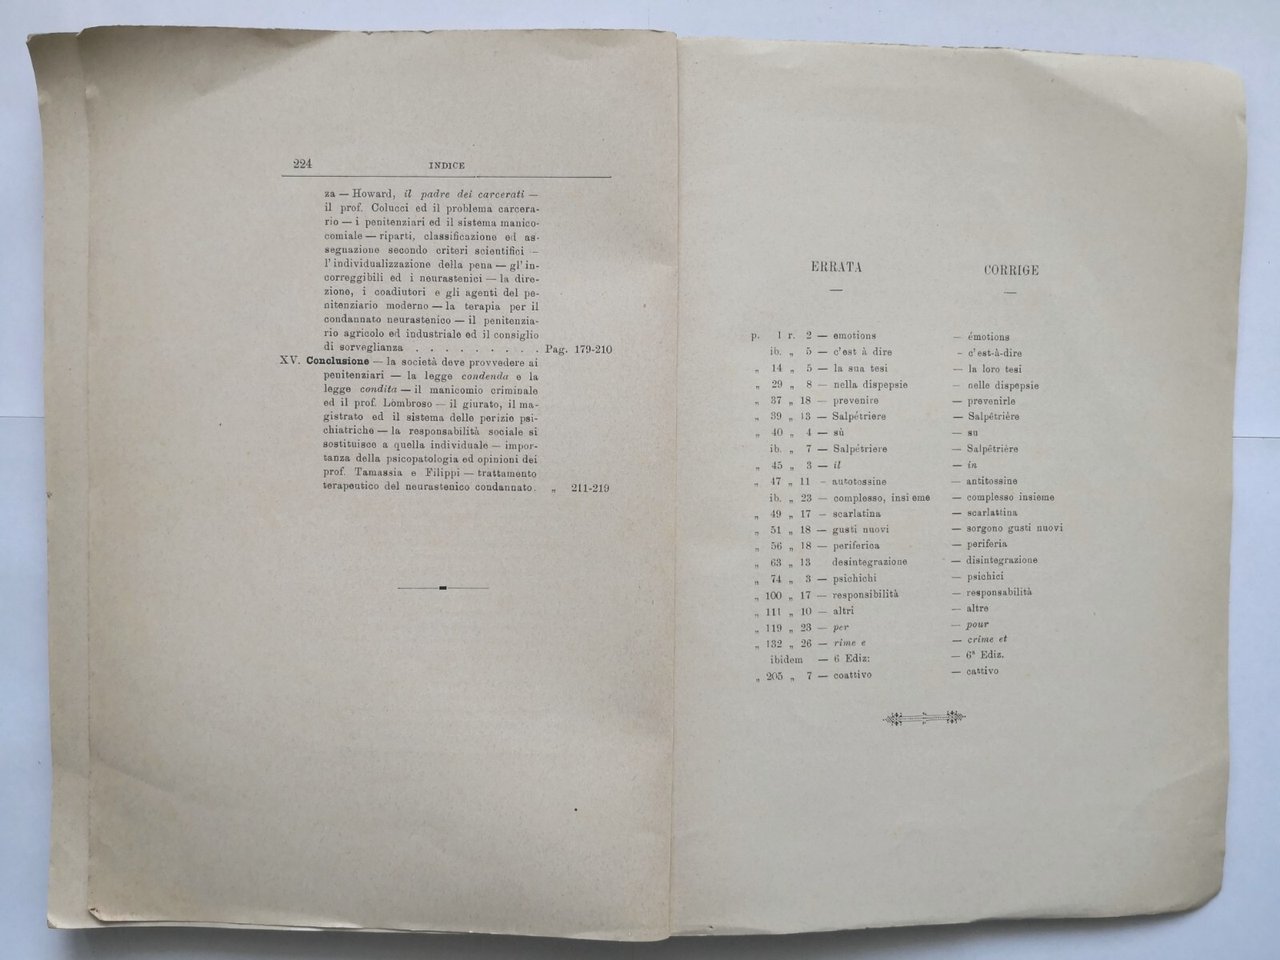 224 INDICE
za — Howard, il padre dei carcerati —
il prof. Colucci ed il problema carcera-
rio — i penitenziari ed il sistema manico-
comiale — riparti, classificazione ed as-
segnazione secondo criteri scientifici —
l'individualizzazione della pena — gl'in-
correggibili ed i neurastenici — la dire-
zione, i coadiutori e gli agenti del pe-
nitenziario moderno — la terapia per il
condannato neurastenico — il penitenzia-
rio agricolo ed industriale ed il consiglio
di sorveglianza . . . . . . . . . Pag. 179-210
XV. Conclusione — la società deve provvedere ai
penitenziari — la legge condenda e la
legge condita — il manicomio criminale
ed il prof. Lombroso — il giurato, il ma-
gistrato ed il sistema delle perizie psi-
chiatriche — la responsabilità sociale si
sostituisce a quella individuale — impor-
tanza della psicopatologia ed opinioni dei
prof. Tamassia e Filippi — trattamento
terapeutico del neurastenico condannato. „ 211-219
ERRATA CORRIGE
p. 1 r. 2 — emotions — émotions
ib. „ 5 — c'est à dire - c'est-à-dire
„ 14 „ 5 — la sua tesi — la loro tesi
„ 29 „ 8 — nella dispepsie — nelle dispepsie
„ 37 „ 18 — prevenire — prevenirle
„ 39 „ 13 — Salpétriere — Salpétrière
„ 40 „ 4 — sù — su
ib. „ 7 — Salpétriere — Salpétrière
„ 45 „ 3 — il — in
„ 47 „ 11 - autotossine — antitossine
ib. „ 23 — complesso, insieme — complesso insieme
„ 49 „ 17 - scarlatina — scarlattina
„ 51 „ 18 — gusti nuovi — sorgono gusti nuovi
„ 56 „ 18 — periferica — periferia
„ 63 „ 13 desintegrazione - disintegrazione
„ 74 „ 3 — psichichi — psichici
„ 100 „ 17 — responsibilità — responsabilità
„ 111 „ 10 — altri — altre
„ 119 „ 23 — per — pour
„ 132 „ 26 — rime e — crime et
ibidem — 6 Ediz: — 6ª Ediz.
„ 205 „ 7 — coattivo — cattivo